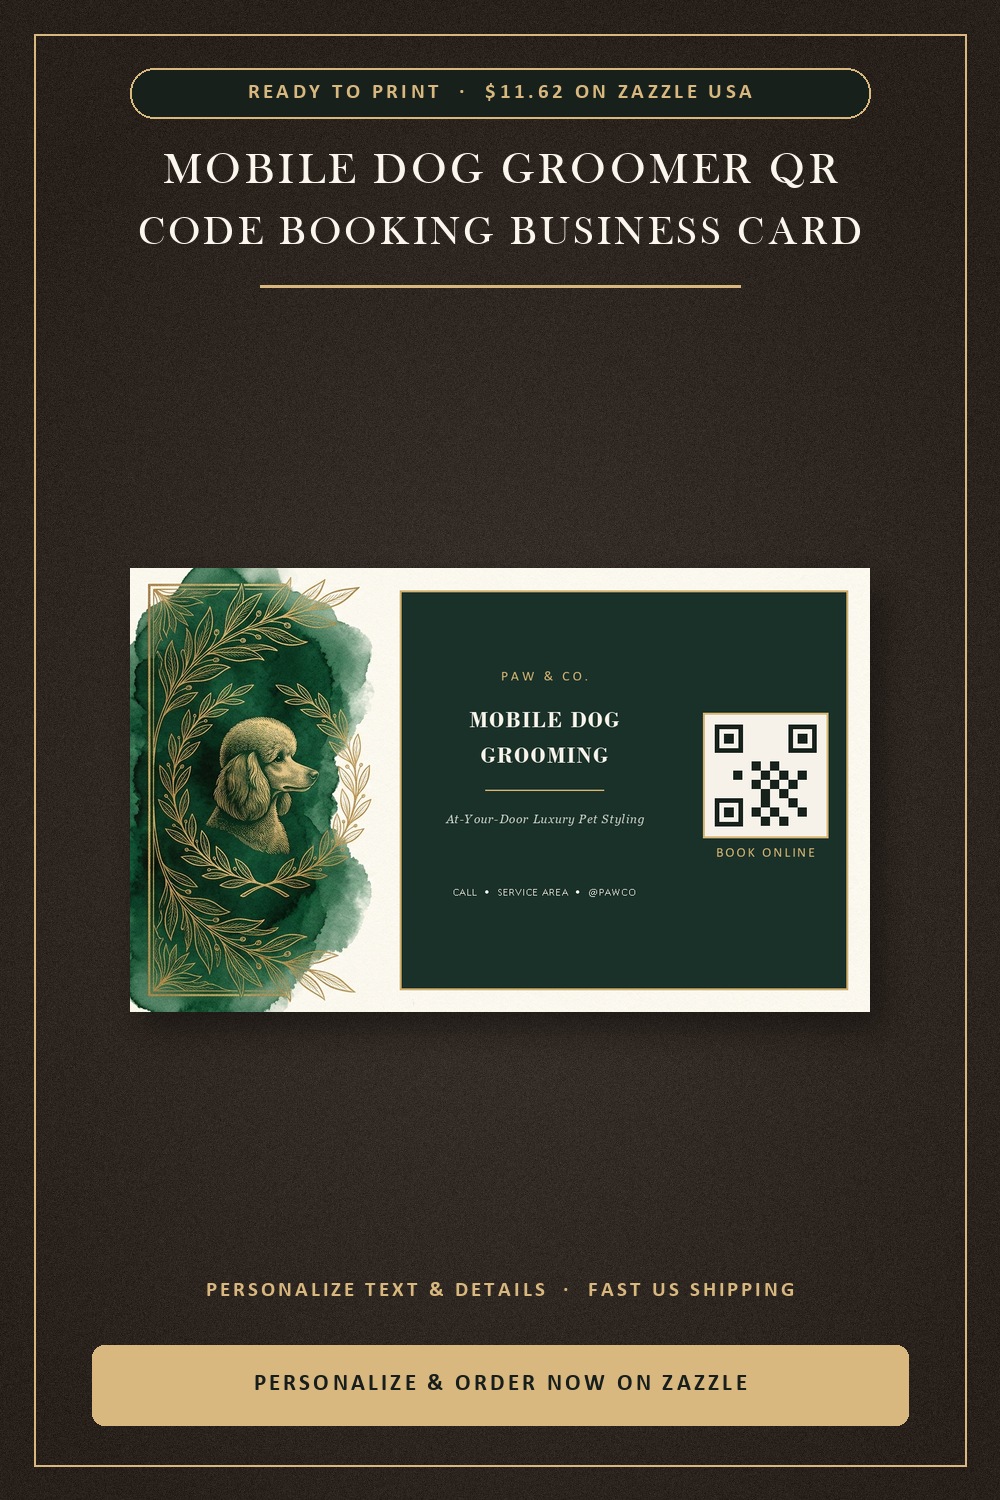 READY TO PRINT · $11.62 ON ZAZZLE USA
MOBILE DOG GROOMER QR
CODE BOOKING BUSINESS CARD
PAW & CO.
MOBILE DOG
GROOMING
At-Your-Door Luxury Pet Styling
BOOK ONLINE
CALL • SERVICE AREA • @PAWCO
PERSONALIZE TEXT & DETAILS · FAST US SHIPPING
PERSONALIZE & ORDER NOW ON ZAZZLE